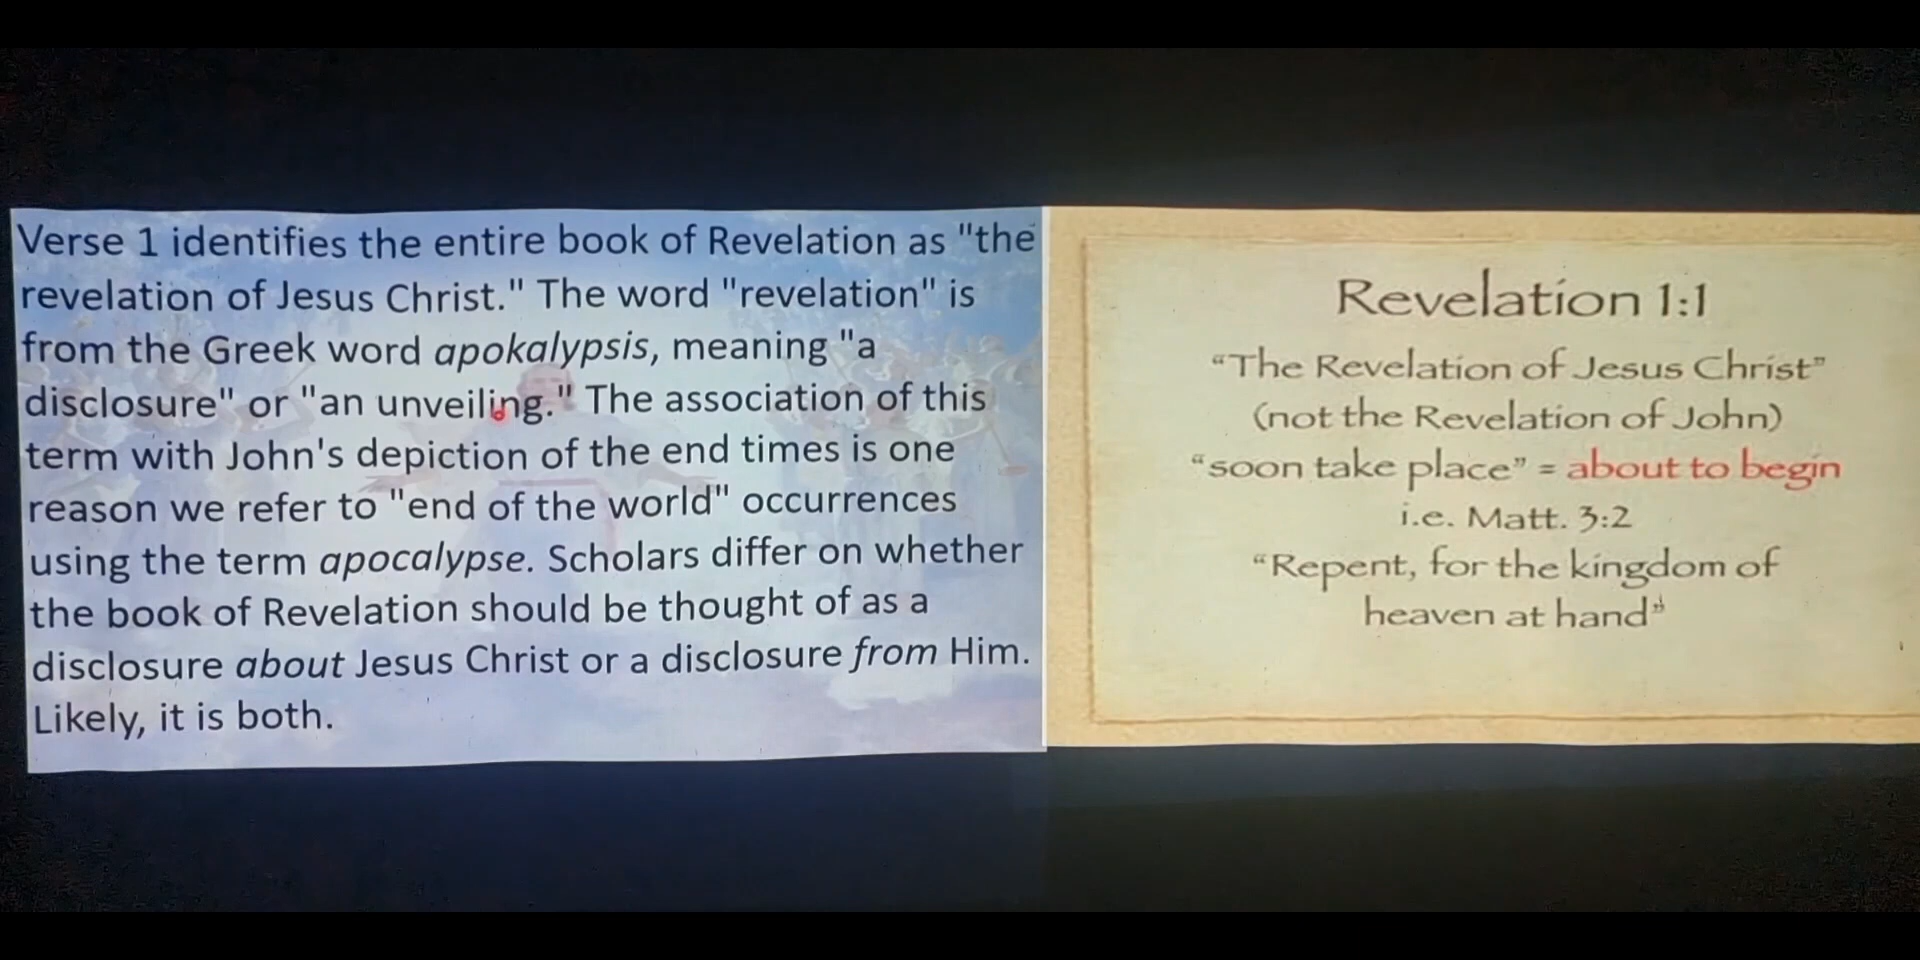 Verse 1 identifies the entire book of Revelation as "the
revelation of Jesus Christ." The word "revelation" is
from the Greek word apokalypsis, meaning "a
disclosure" or "an unveiling." The association of this
term with John's depiction of the end times is one
reason we refer to "end of the world" occurrences
using the term apocalypse. Scholars differ on whether
the book of Revelation should be thought of as a
disclosure about Jesus Christ or a disclosure from Him.
Likely, it is both.
Revelation 1:1
“The Revelation of Jesus Christ”
(not the Revelation of John)
“soon take place” = about to begin
i.e. Matt. 3:2
“Repent, for the kingdom of
heaven at hand”